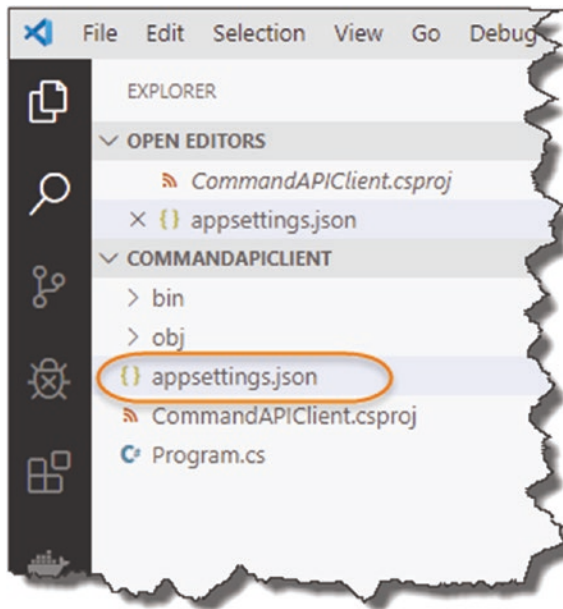 File Edit Selection View Go Debug
EXPLORER
OPEN EDITORS
CommandAPIClient.csproj
{} appsettings.json
COMMANDAPICLIENT
bin
obj
{} appsettings.json
CommandAPIClient.csproj
C# Program.cs